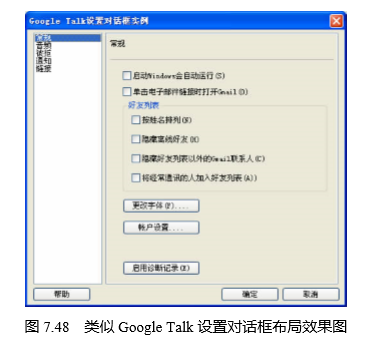 Google Talk设置对话框实例
常规
音频
被拒
通知
链接
常规
启动Windows会自动运行(S)
单击电子邮件链接时打开Gmail(O)
好友列表
按姓名排列(N)
隐藏离线好友(H)
隐藏好友列表以外的Gmail联系人(C)
将经常通讯的人加入好友列表(A))
更改字体(F)....
帐户设置....
启用诊断记录(E)
帮助
确定
取消
图 7.48 类似 Google Talk 设置对话框布局效果图